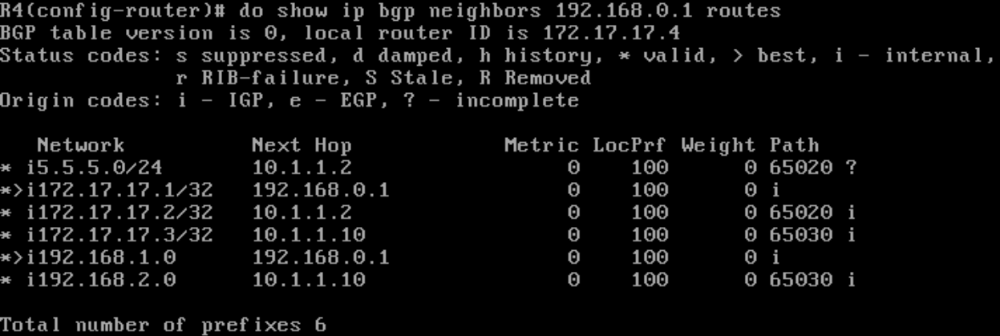 R4(config-router)# do show ip bgp neighbors 192.168.0.1 routes
BGP table version is 0, local router ID is 172.17.17.4
Status codes: s suppressed, d damped, h history, * valid, > best, i - internal,
              r RIB-failure, S Stale, R Removed
Origin codes: i - IGP, e - EGP, ? - incomplete

   Network          Next Hop            Metric LocPrf Weight Path
* i5.5.5.0/24       10.1.1.2                 0    100      0 65020 ?
*>i172.17.17.1/32   192.168.0.1              0    100      0 i
* i172.17.17.2/32   10.1.1.2                 0    100      0 65020 i
* i172.17.17.3/32   10.1.1.10                0    100      0 65030 i
*>i192.168.1.0      192.168.0.1              0    100      0 i
* i192.168.2.0      10.1.1.10                0    100      0 65030 i

Total number of prefixes 6